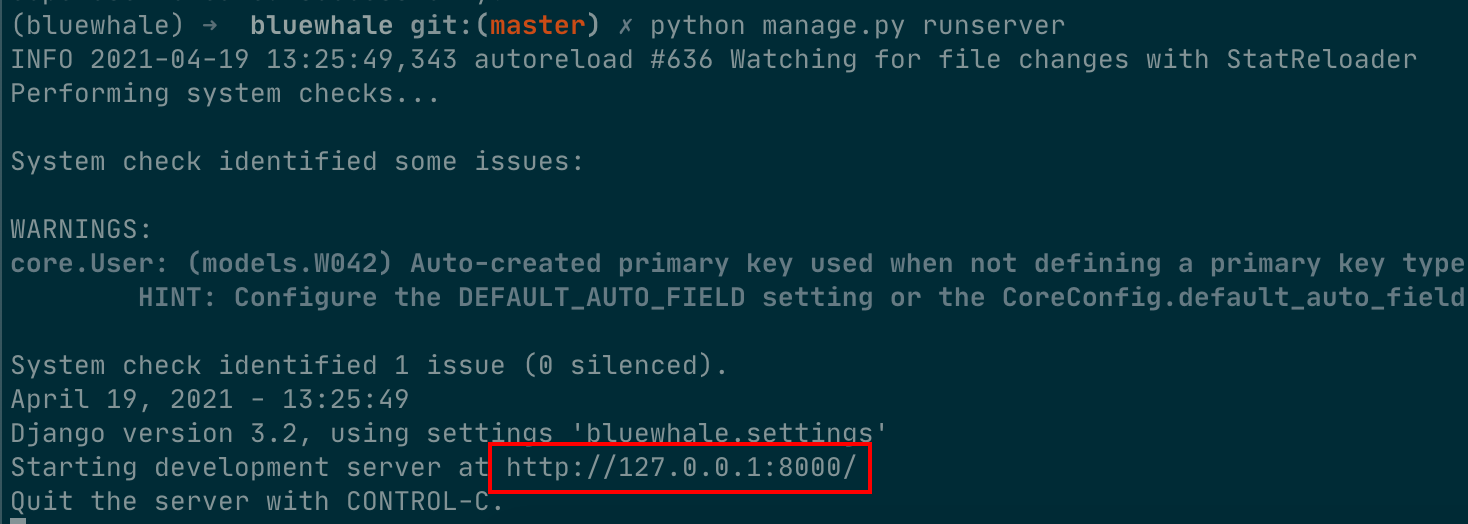 (bluewhale) → bluewhale git:(master) ✗ python manage.py runserver
INFO 2021-04-19 13:25:49,343 autoreload #636 Watching for file changes with StatReloader
Performing system checks...
System check identified some issues:
WARNINGS:
core.User: (models.W042) Auto-created primary key used when not defining a primary key type
HINT: Configure the DEFAULT_AUTO_FIELD setting or the CoreConfig.default_auto_field
System check identified 1 issue (0 silenced).
April 19, 2021 - 13:25:49
Django version 3.2, using settings 'bluewhale.settings'
Starting development server at http://127.0.0.1:8000/
Quit the server with CONTROL-C.